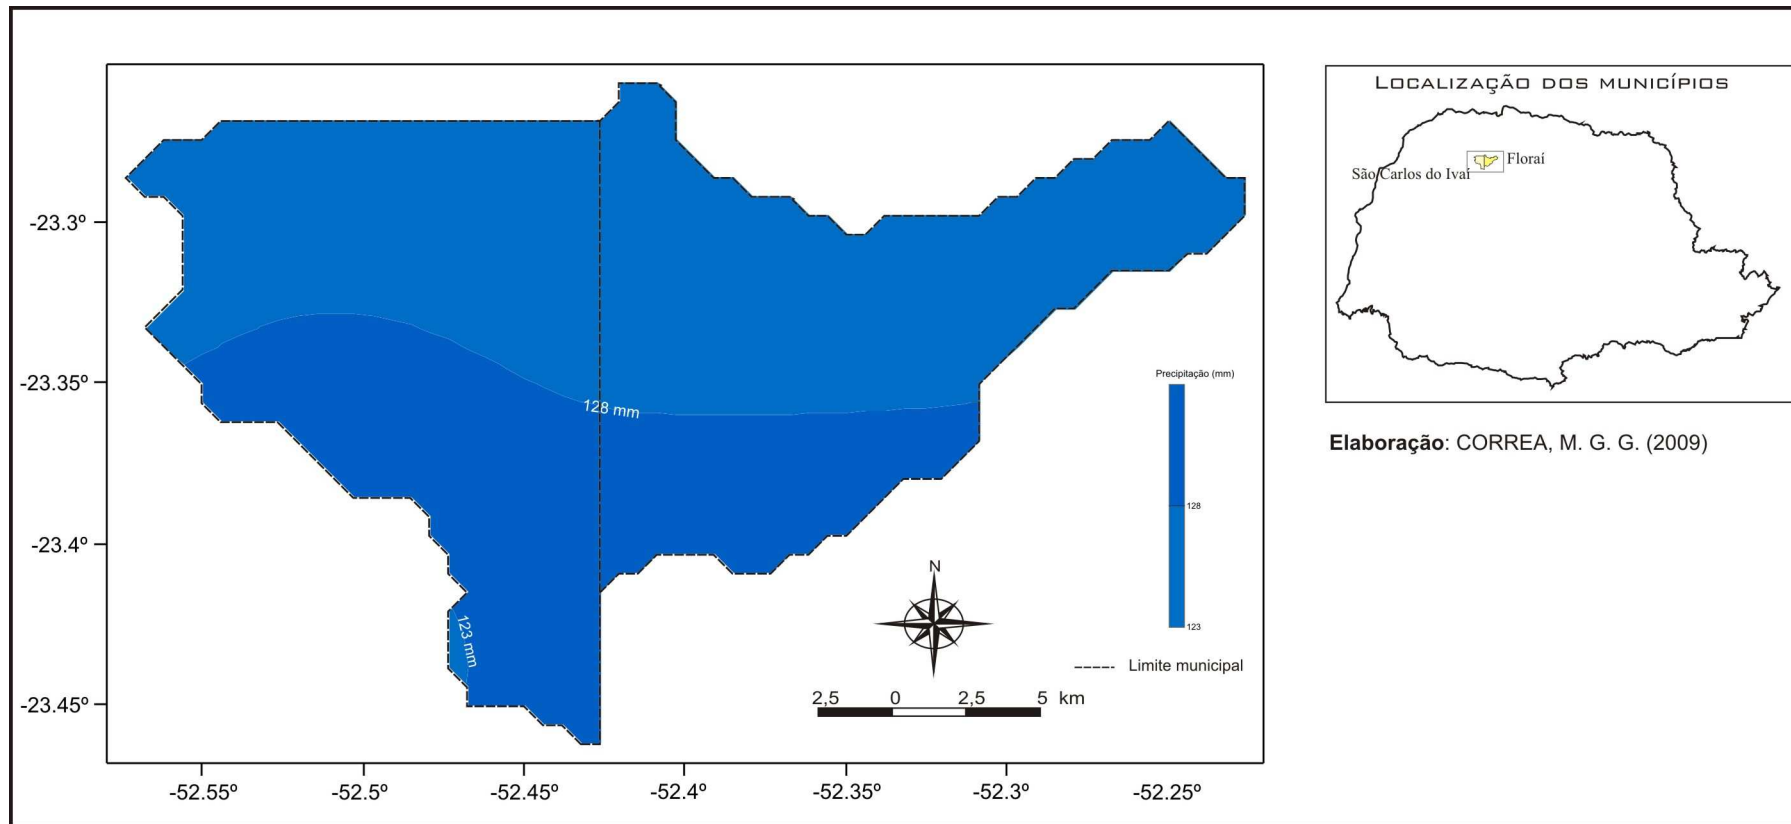 LOCALIZAÇÃO DOS MUNICÍPIOS
Floraí
São Carlos do Ivaí
Elaboração: CORREA, M. G. G. (2009)
-23.3º
-23.35º
-23.4º
-23.45º
128 mm
123 mm
Precipitação (mm)
128
123
N
Limite municipal
2,5 0 2,5 5 km
-52.55º -52.5º -52.45º -52.4º -52.35º -52.3º -52.25º